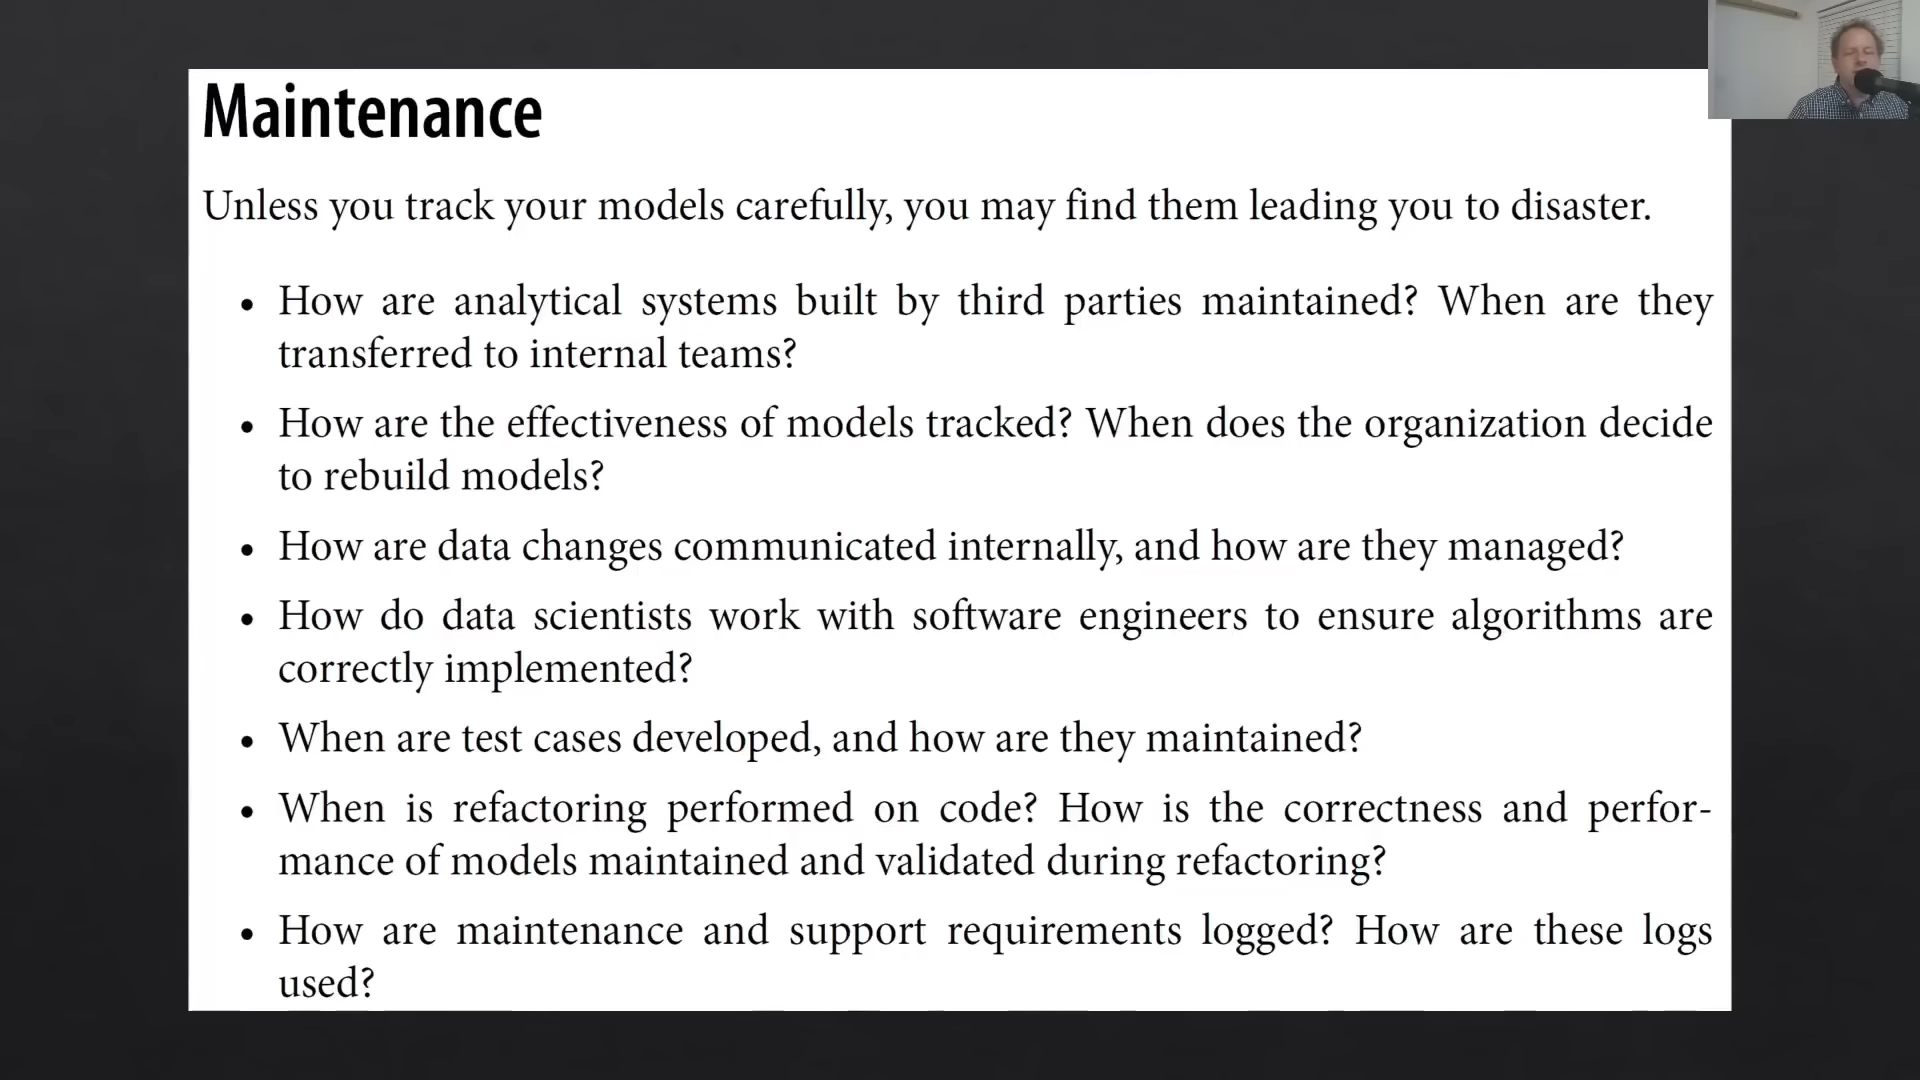 Maintenance
Unless you track your models carefully, you may find them leading you to disaster.
• How are analytical systems built by third parties maintained? When are they
transferred to internal teams?
• How are the effectiveness of models tracked? When does the organization decide
to rebuild models?
• How are data changes communicated internally, and how are they managed?
• How do data scientists work with software engineers to ensure algorithms are
correctly implemented?
• When are test cases developed, and how are they maintained?
• When is refactoring performed on code? How is the correctness and perfor-
mance of models maintained and validated during refactoring?
• How are maintenance and support requirements logged? How are these logs
used?